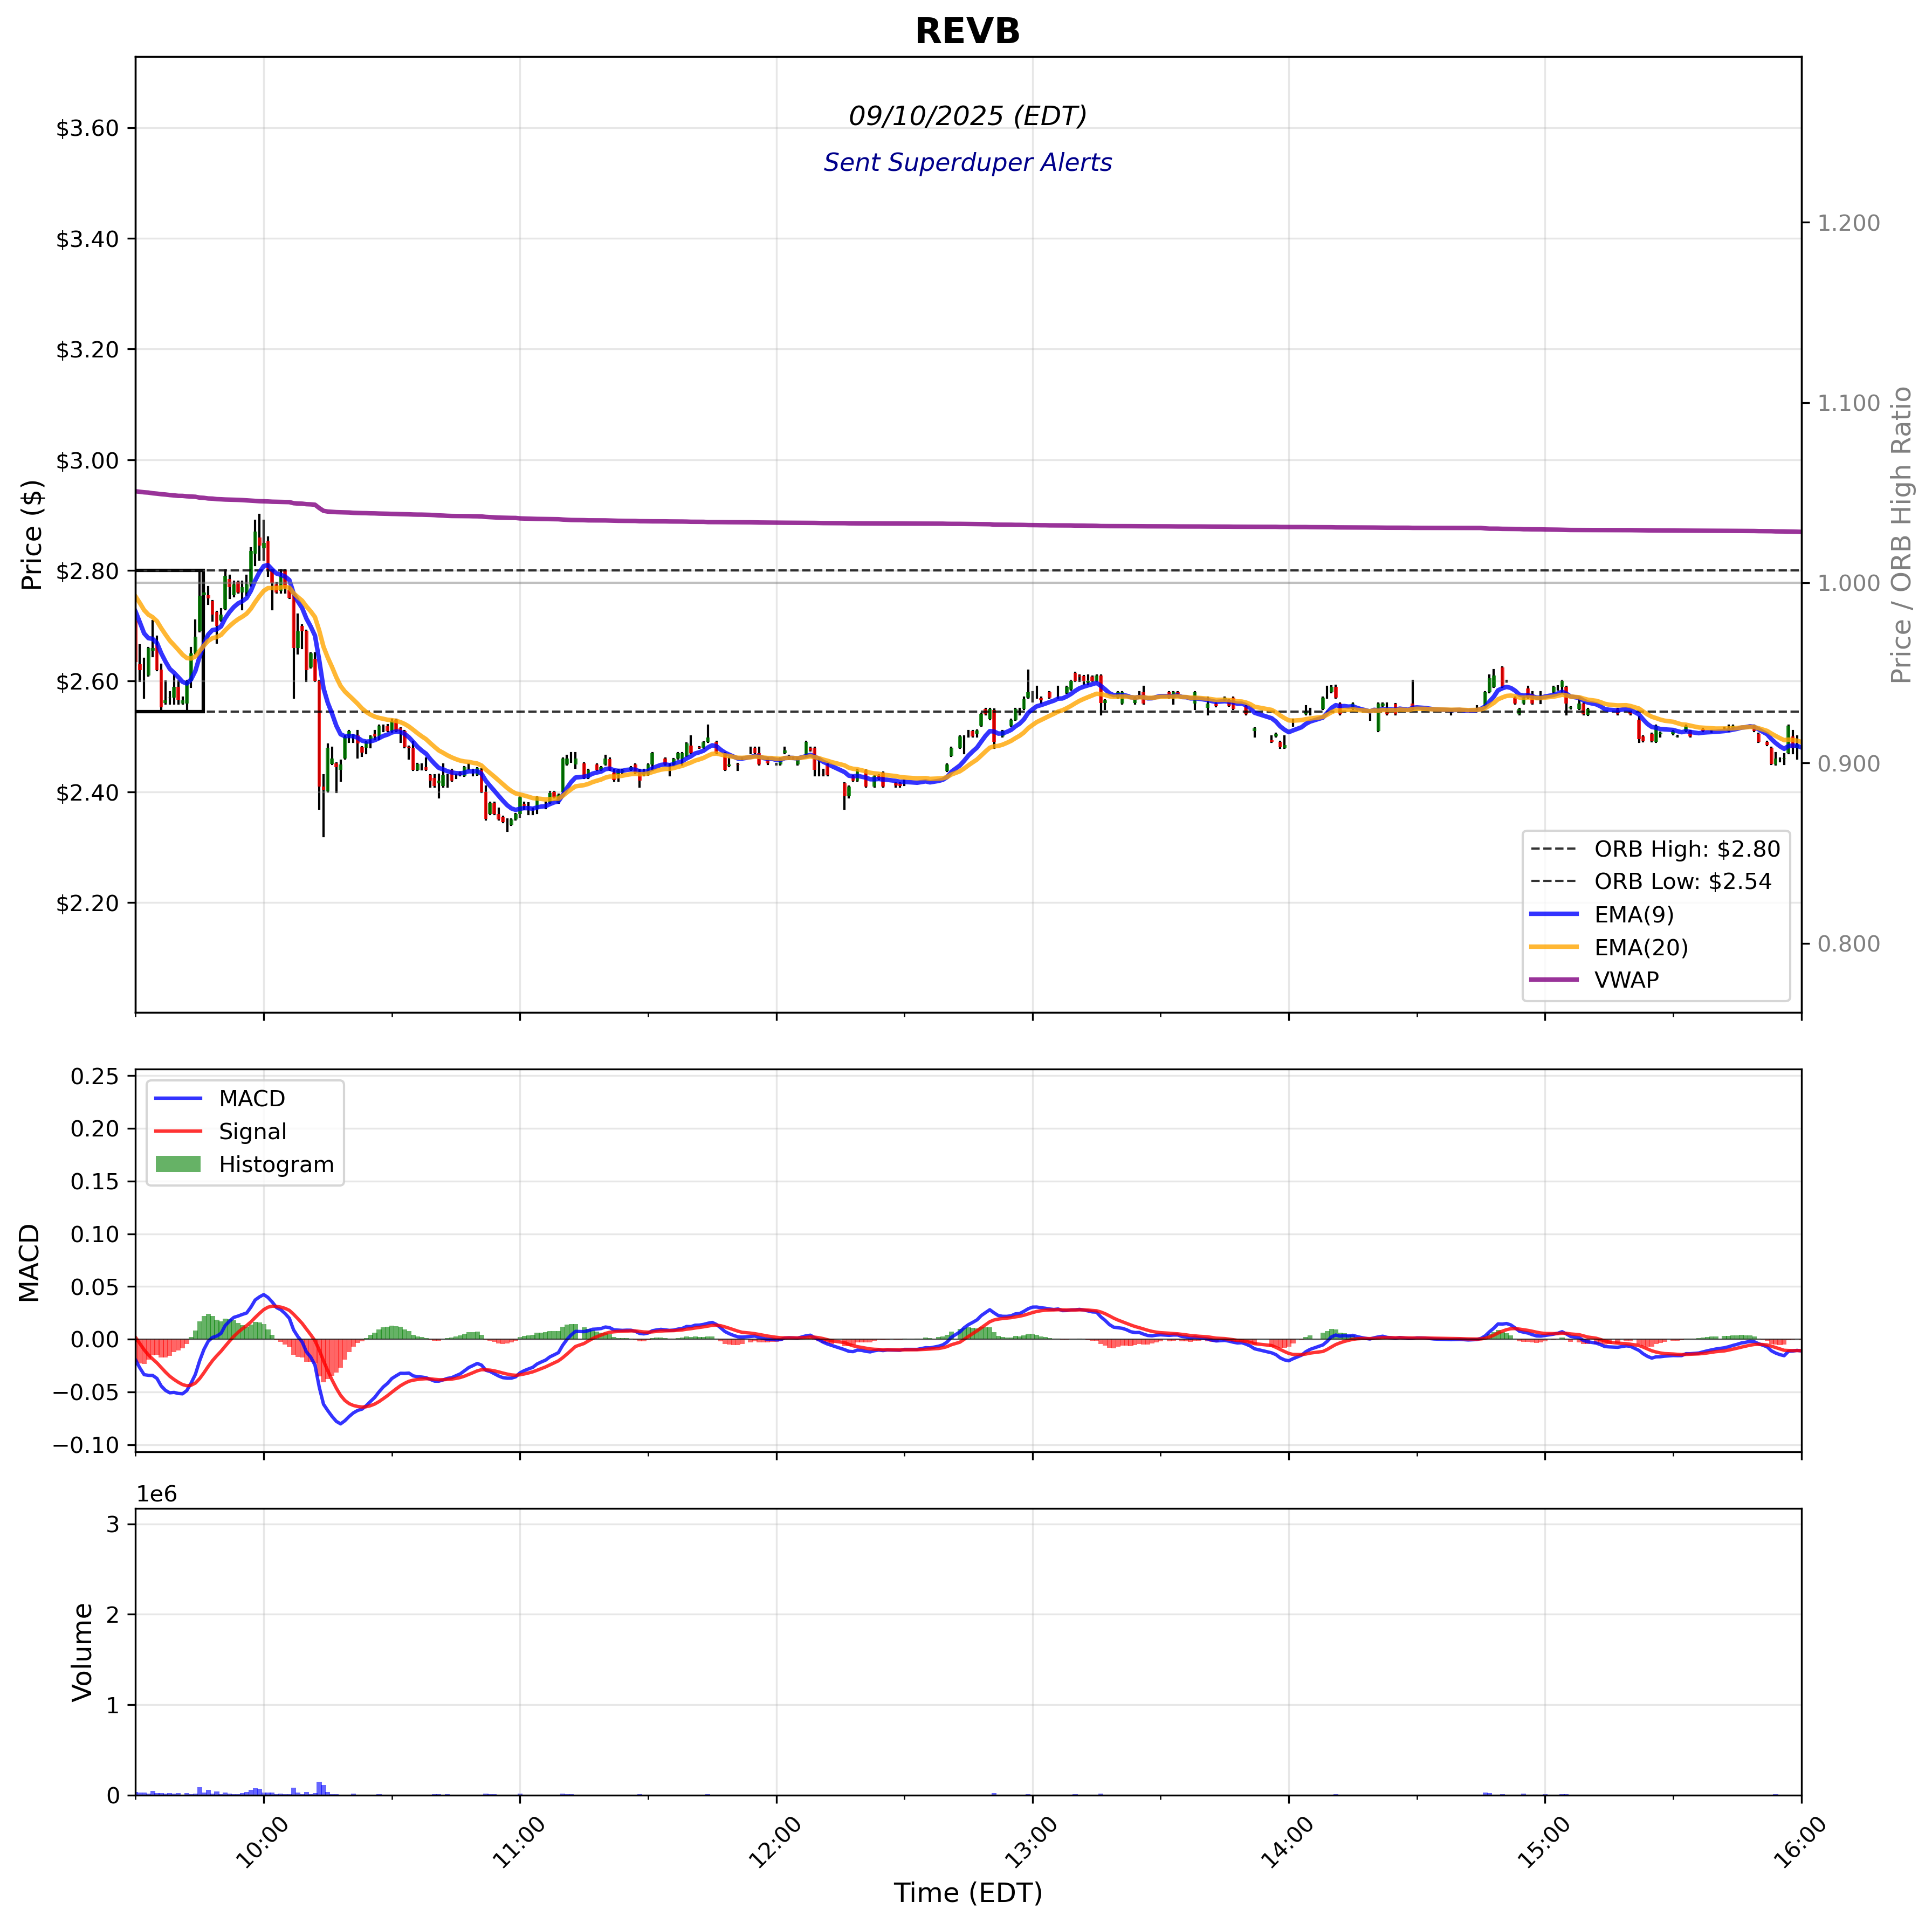 REVB
09/10/2025 (EDT)
Sent Superduper Alerts
Price ($)
$3.60
$3.40
$3.20
$3.00
$2.80
$2.60
$2.40
$2.20
1.200
1.100
1.000
0.900
0.800
Price / ORB High Ratio
ORB High: $2.80
ORB Low: $2.54
EMA(9)
EMA(20)
VWAP
MACD
0.25
0.20
0.15
0.10
0.05
0.00
−0.05
−0.10
MACD
Signal
Histogram
1e6
Volume
3
2
1
0
10:00
11:00
12:00
13:00
14:00
15:00
16:00
Time (EDT)